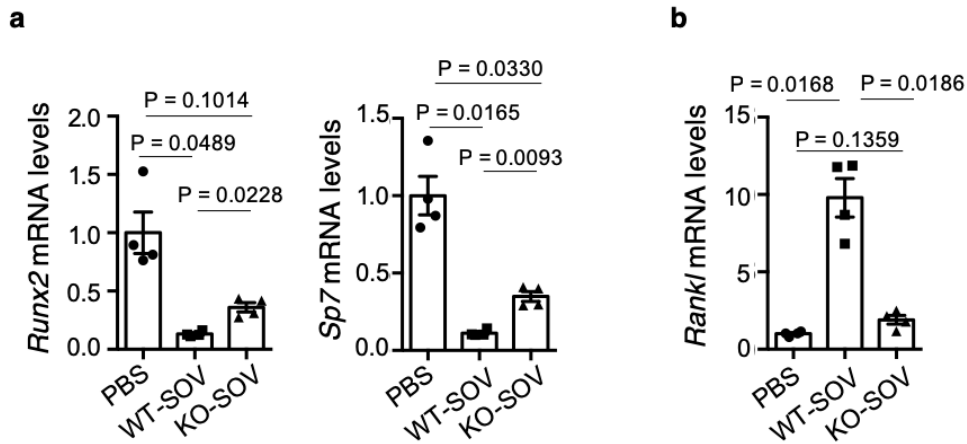 a
b
P = 0.1014
P = 0.0489
P = 0.0228
2.0
1.5
1.0
0.5
0.0
Runx2 mRNA levels
PBS
WT-SOV
KO-SOV
P = 0.0330
P = 0.0165
P = 0.0093
1.5
1.0
0.5
0.0
Sp7 mRNA levels
PBS
WT-SOV
KO-SOV
P = 0.0168
P = 0.0186
P = 0.1359
15
10
5
0
Rankl mRNA levels
PBS
WT-SOV
KO-SOV